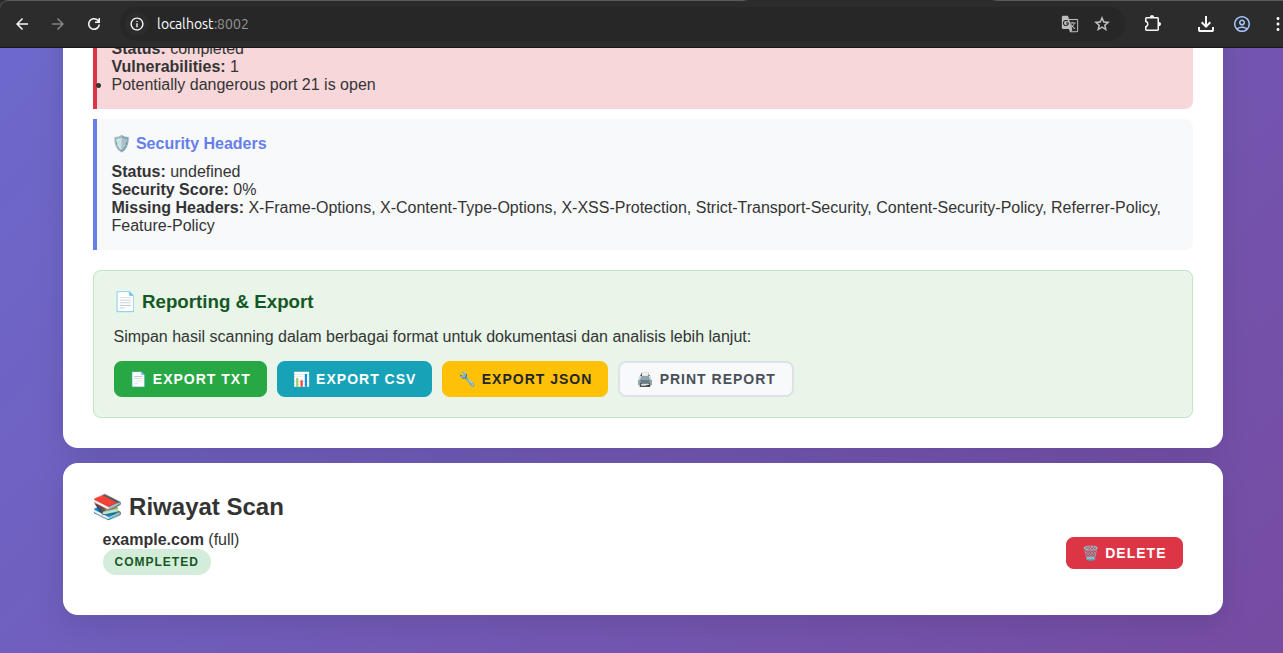 localhost:8002
Status: completed
Vulnerabilities: 1
Potentially dangerous port 21 is open
Security Headers
Status: undefined
Security Score: 0%
Missing Headers: X-Frame-Options, X-Content-Type-Options, X-XSS-Protection, Strict-Transport-Security, Content-Security-Policy, Referrer-Policy,
Feature-Policy
Reporting & Export
Simpan hasil scanning dalam berbagai format untuk dokumentasi dan analisis lebih lanjut:
EXPORT TXT EXPORT CSV EXPORT JSON PRINT REPORT
Riwayat Scan
example.com (full)
COMPLETED
DELETE